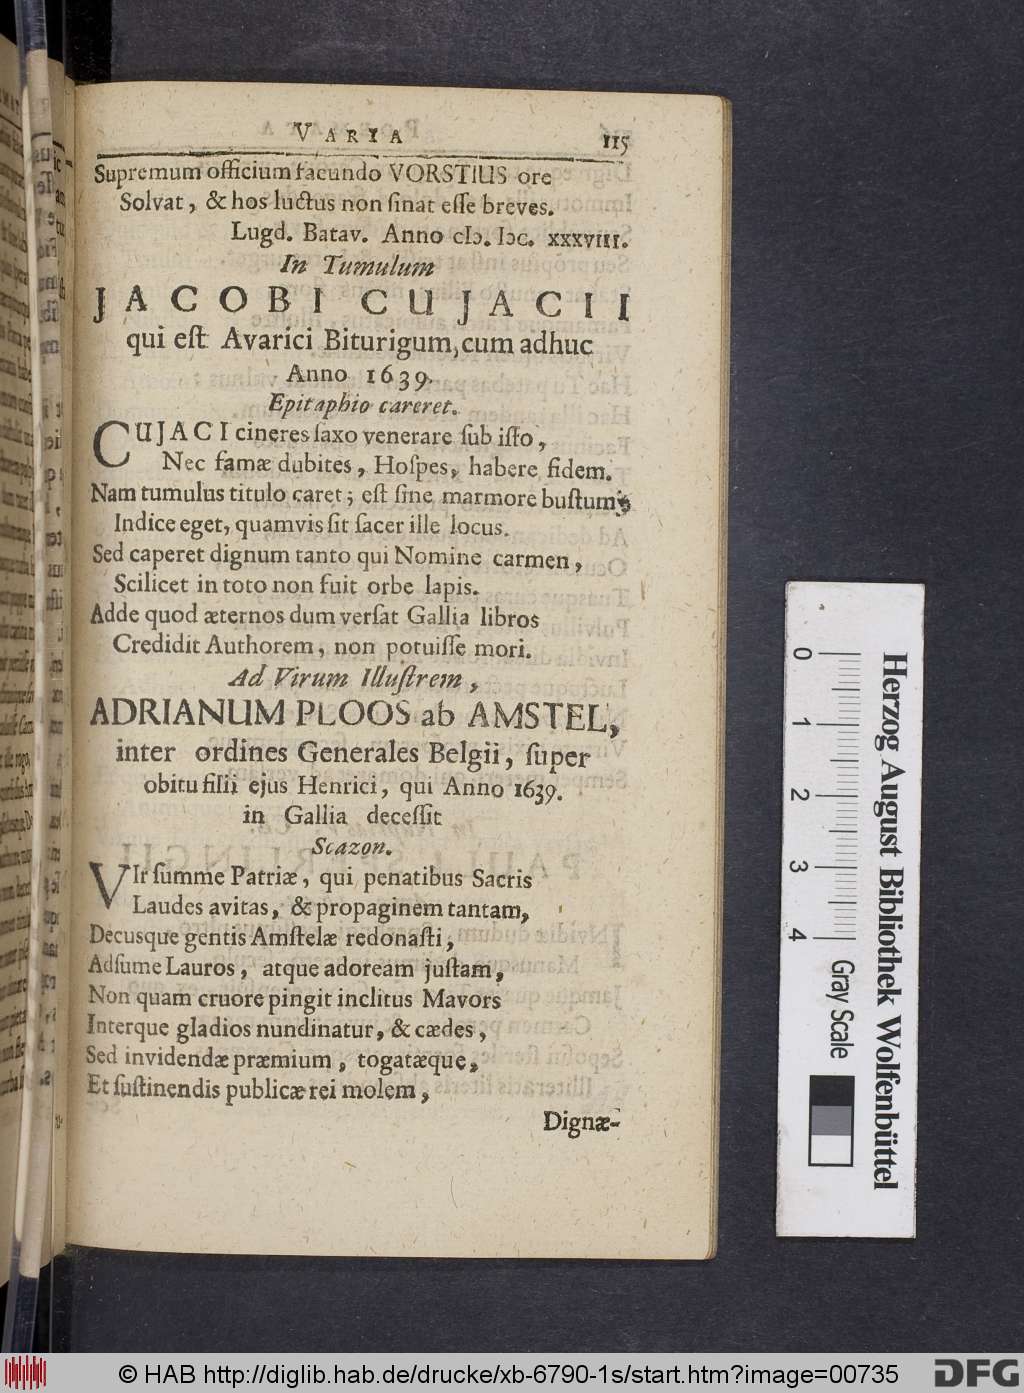 VARIA 115
Supremum officium facundo VORSTIUS ore
Solvat, & hos luctus non ſinat eſſe breves.
Lugd. Batav. Anno cIɔ. Iɔc. xxxviii.
In Tumulum
JACOBI CUJACII
qui eſt Avarici Biturigum, cum adhuc
Anno 1639.
Epitaphio careret.
CUJACI cineres ſaxo venerare ſub iſto,
Nec famæ dubites, Hoſpes, habere fidem.
Nam tumulus titulo caret; eſt ſine marmore buſtum;
Indice eget, quamvis ſit ſacer ille locus.
Sed caperet dignum tanto qui Nomine carmen,
Scilicet in toto non fuit orbe lapis.
Adde quod æternos dum verſat Gallia libros
Credidit Authorem, non potuiſſe mori.
Ad Virum Illuſtrem,
ADRIANUM PLOOS ab AMSTEL,
inter ordines Generales Belgii, ſuper
obitu filii ejus Henrici, qui Anno 1639.
in Gallia deceſſit
Scazon.
VIr ſumme Patriæ, qui penatibus Sacris
Laudes avitas, & propaginem tantam,
Decusque gentis Amſtelæ redonaſti,
Adſume Lauros, atque adoream juſtam,
Non quam cruore pingit inclitus Mavors
Interque gladios nundinatur, & cædes,
Sed invidendæ præmium, togatæque,
Et ſuſtinendis publicæ rei molem,
Dignæ-
0 1 2 3 4
Gray Scale
Herzog August Bibliothek Wolfenbüttel
© HAB http://diglib.hab.de/drucke/xb-6790-1s/start.htm?image=00735
DFG